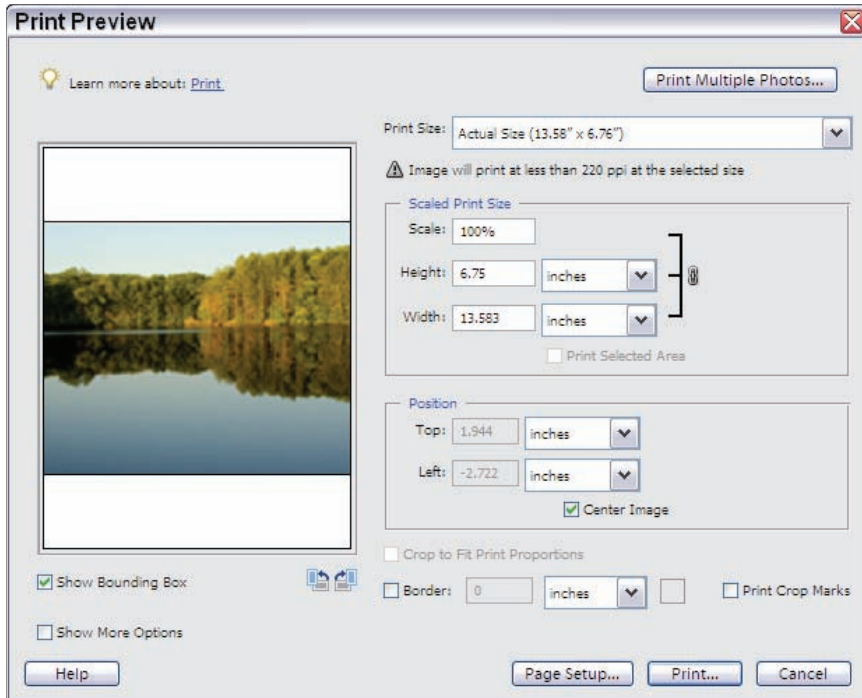 Print Preview
Learn more about: Print
Print Multiple Photos...
Print Size: Actual Size (13.58" x 6.76")
Image will print at less than 220 ppi at the selected size
Scaled Print Size
Scale: 100%
Height: 6.75 inches
Width: 13.583 inches
Print Selected Area
Position
Top: 1.944 inches
Left: -2.722 inches
Center Image
Crop to Fit Print Proportions
Show Bounding Box
Border: 0 inches
Print Crop Marks
Show More Options
Help
Page Setup...
Print...
Cancel